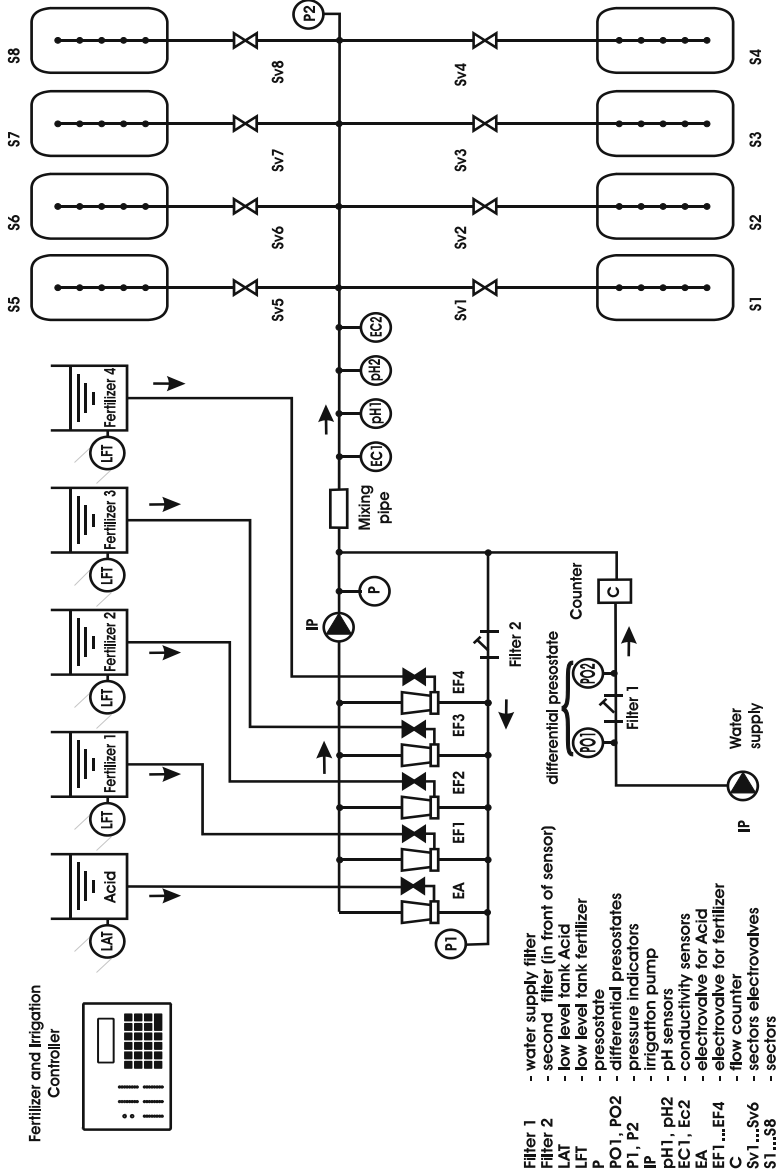 Fertilizer and Irrigation
Controller
LAT
Acid
LFT
Fertilizer 1
LFT
Fertilizer 2
LFT
Fertilizer 3
LFT
Fertilizer 4
S5
S6
S7
S8
Sv5
Sv6
Sv7
Sv8
P2
IP
P
Mixing
pipe
EC1
pH1
pH2
EC2
Sv1
Sv2
Sv3
Sv4
S1
S2
S3
S4
P1
EA
EF1
EF2
EF3
EF4
Filter 2
differential presostate
PO1
PO2
Filter 1
Counter
C
IP
Water
supply
Filter 1 - water supply filter
Filter 2 - second filter (in front of sensor)
LAT - low level tank Acid
LFT - low level tank fertilizer
P - presostate
PO1, PO2 - differential presostates
P1, P2 - pressure indicators
IP - irrigation pump
pH1, pH2 - pH sensors
EC1, Ec2 - conductivity sensors
EA - electrovalve for Acid
EF1...EF4 - electrovalve for fertilizer
C - flow counter
Sv1...Sv6 - sectors electrovalves
S1...S8 - sectors